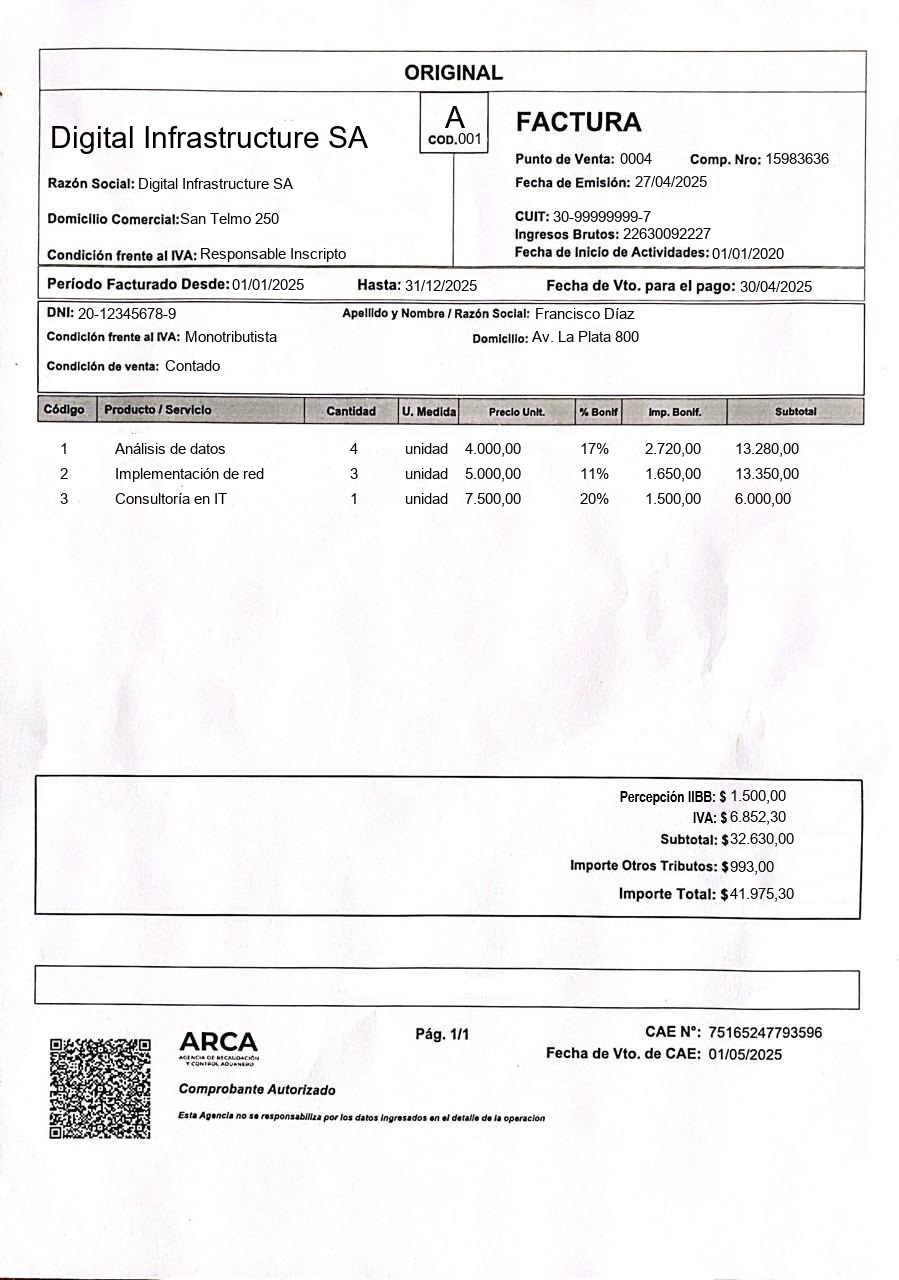 ORIGINAL
A
COD.001
Digital Infrastructure SA
Razón Social: Digital Infrastructure SA
Domicilio Comercial:San Telmo 250
Condición frente al IVA: Responsable Inscripto
FACTURA
Punto de Venta: 0004 Comp. Nro: 15983636
Fecha de Emisión: 27/04/2025
CUIT: 30-99999999-7
Ingresos Brutos: 22630092227
Fecha de Inicio de Actividades: 01/01/2020
Período Facturado Desde: 01/01/2025 Hasta: 31/12/2025 Fecha de Vto. para el pago: 30/04/2025
DNI: 20-12345678-9 Apellido y Nombre / Razón Social: Francisco Díaz
Condición frente al IVA: Monotributista Domicilio: Av. La Plata 800
Condición de venta: Contado
Código Producto / Servicio Cantidad U. Medida Precio Unit. % Bonif Imp. Bonif. Subtotal
1 Análisis de datos 4 unidad 4.000,00 17% 2.720,00 13.280,00
2 Implementación de red 3 unidad 5.000,00 11% 1.650,00 13.350,00
3 Consultoría en IT 1 unidad 7.500,00 20% 1.500,00 6.000,00
Percepción IIBB: $ 1.500,00
IVA: $ 6.852,30
Subtotal: $ 32.630,00
Importe Otros Tributos: $ 993,00
Importe Total: $ 41.975,30
ARCA
AGENCIA DE RECAUDACIÓN
Y CONTROL ADUANERO
Pág. 1/1
CAE N°: 75165247793596
Fecha de Vto. de CAE: 01/05/2025
Comprobante Autorizado
Esta Agencia no se responsabiliza por los datos ingresados en el detalle de la operación